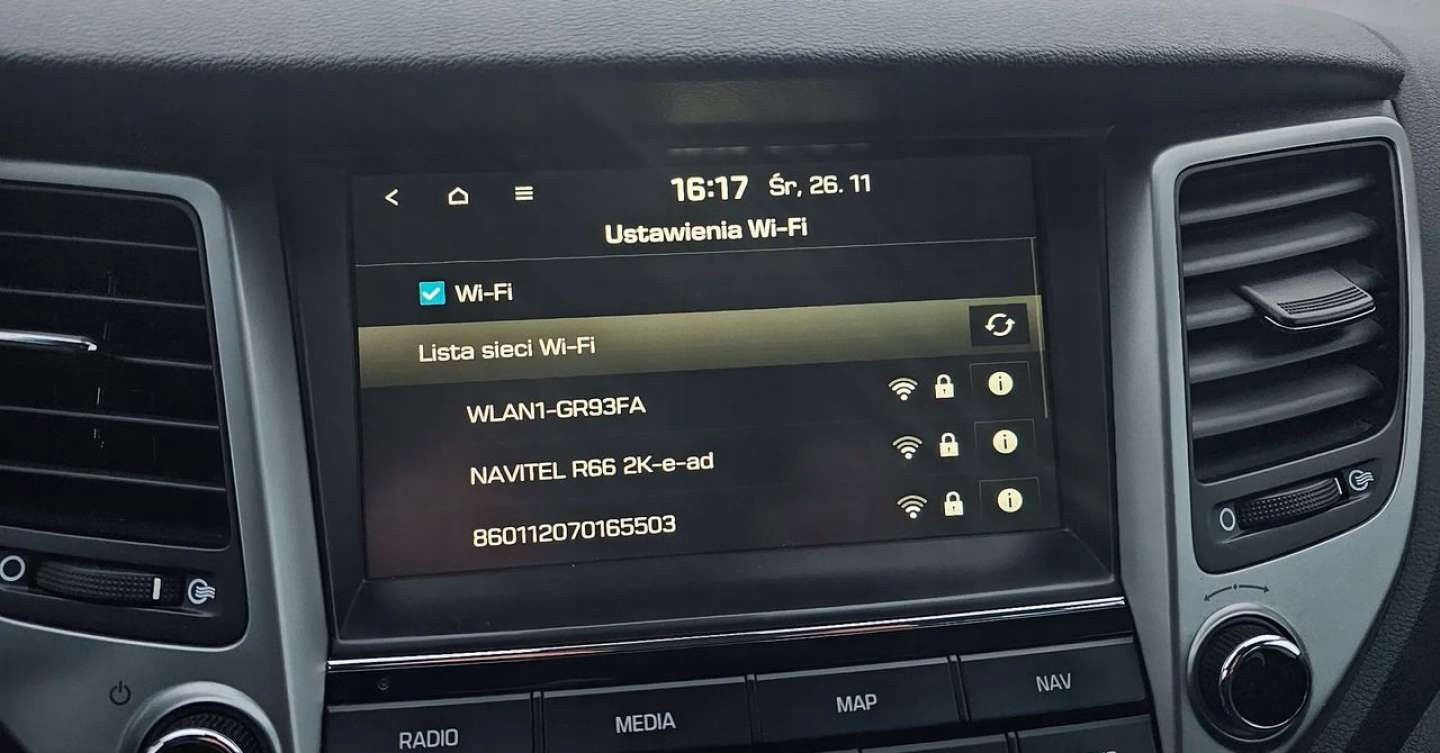 16:17 Śr, 26. 11
Ustawienia Wi-Fi
Wi-Fi
Lista sieci Wi-Fi
WLAN1-GR93FA
NAVITEL R66 2K-e-ad
860112070165503
RADIO
MEDIA
MAP
NAV